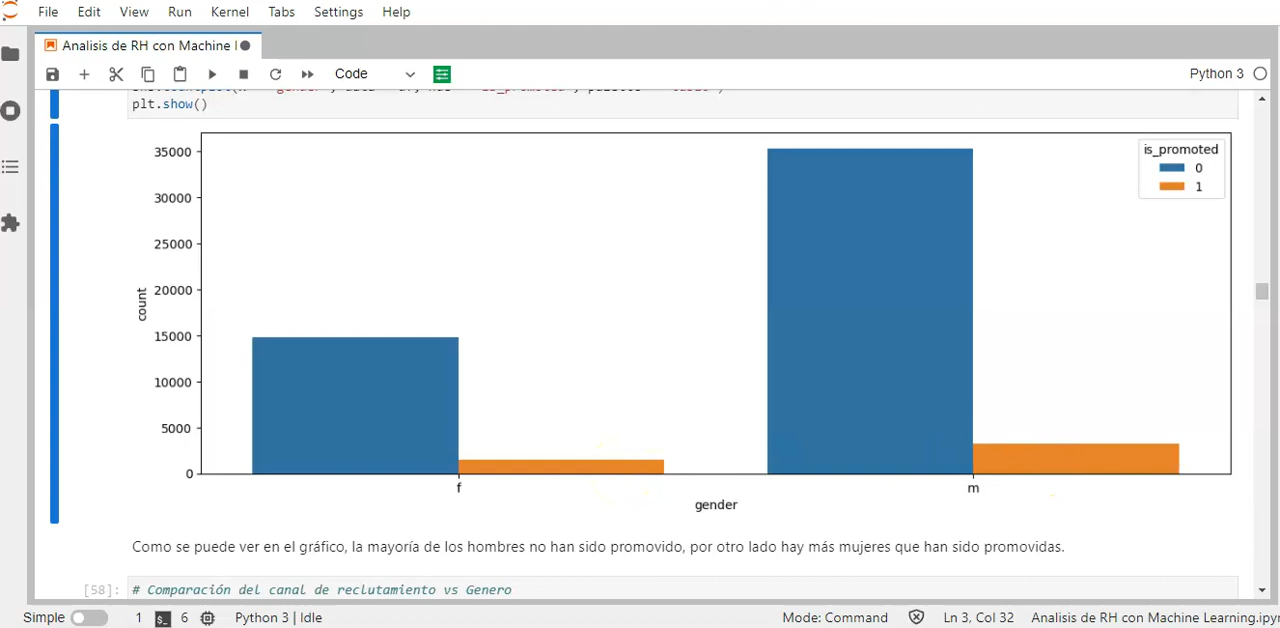 File Edit View Run Kernel Tabs Settings Help
Analisis de RH con Machine
Code
Python 3
plt.show()
is_promoted
0
1
35000
30000
25000
20000
15000
10000
5000
0
count
f m
gender
Como se puede ver en el gráfico, la mayoría de los hombres no han sido promovido, por otro lado hay más mujeres que han sido promovidas.
[58]: # Comparación del canal de reclutamiento vs Genero
Simple 1 6 Python 3 | Idle Mode: Command Ln 3, Col 32 Analisis de RH con Machine Learning.ipyn